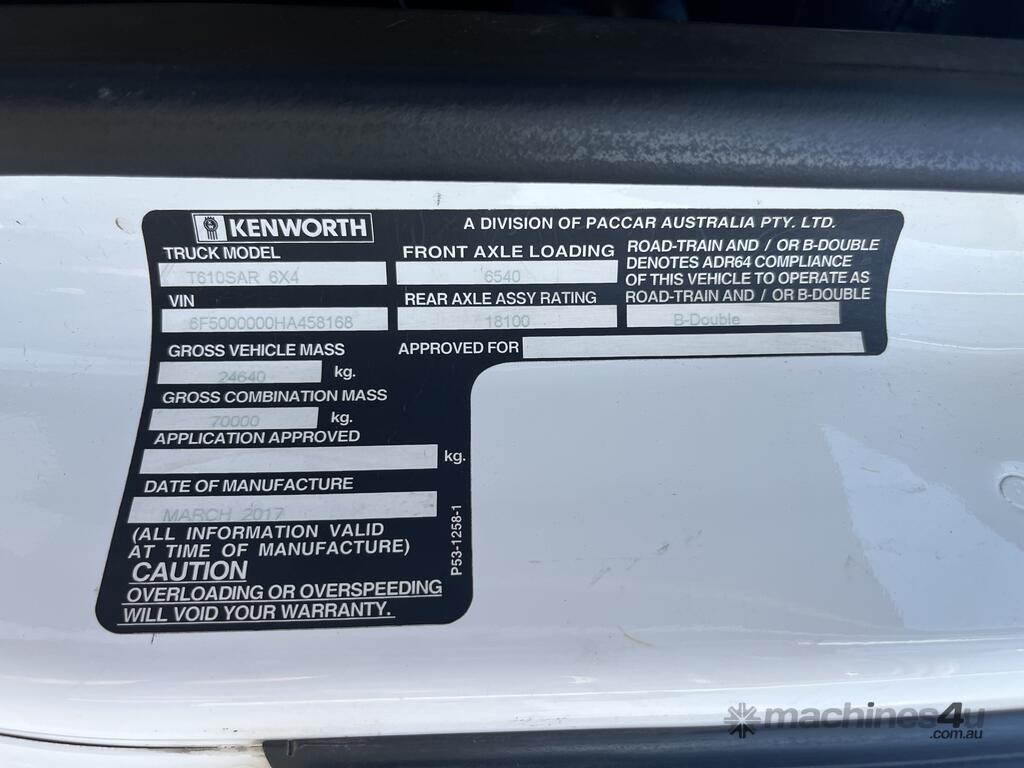 KENWORTH
A DIVISION OF PACCAR AUSTRALIA PTY. LTD.
TRUCK MODEL
T610SAR 6X4
FRONT AXLE LOADING
6540
ROAD-TRAIN AND / OR B-DOUBLE
DENOTES ADR64 COMPLIANCE
OF THIS VEHICLE TO OPERATE AS
ROAD-TRAIN AND / OR B-DOUBLE
B-Double
VIN
6F5000000HA458168
REAR AXLE ASSY RATING
18100
GROSS VEHICLE MASS
24640 kg.
APPROVED FOR
GROSS COMBINATION MASS
70000 kg.
APPLICATION APPROVED
kg.
DATE OF MANUFACTURE
MARCH 2017
(ALL INFORMATION VALID
AT TIME OF MANUFACTURE)
CAUTION
OVERLOADING OR OVERSPEEDING
WILL VOID YOUR WARRANTY.
P53-1258-1
machines4u
.com.au